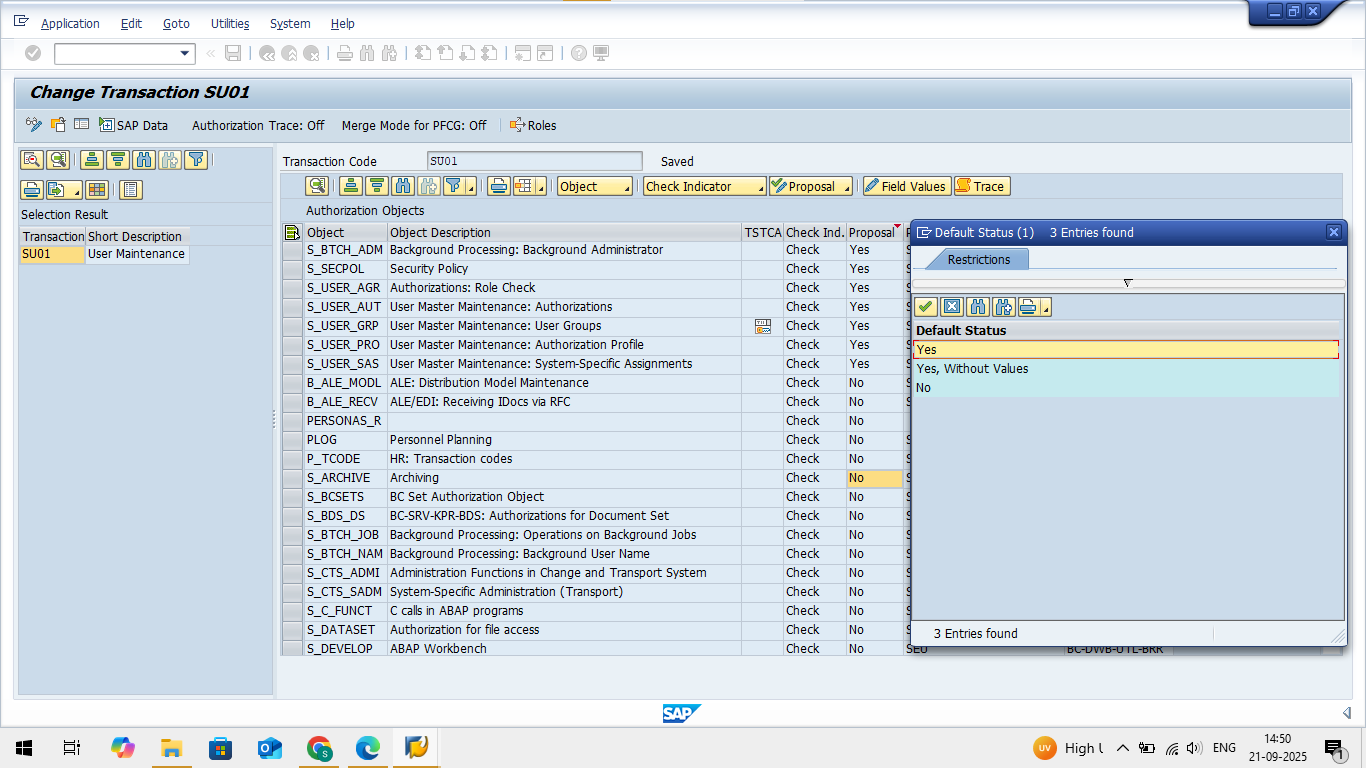 Application Edit Goto Utilities System Help
Change Transaction SU01
SAP Data Authorization Trace: Off Merge Mode for PFCG: Off Roles
Transaction Code SU01 Saved
Object Check Indicator Proposal Field Values Trace
Selection Result
Transaction Short Description
SU01 User Maintenance
Authorization Objects
Object Object Description TSTCA Check Ind. Proposal
S_BTCH_ADM Background Processing: Background Administrator Check Yes
S_SECPOL Security Policy Check Yes
S_USER_AGR Authorizations: Role Check Check Yes
S_USER_AUT User Master Maintenance: Authorizations Check Yes
S_USER_GRP User Master Maintenance: User Groups Check Yes
S_USER_PRO User Master Maintenance: Authorization Profile Check Yes
S_USER_SAS User Master Maintenance: System-Specific Assignments Check Yes
B_ALE_MODL ALE: Distribution Model Maintenance Check No
B_ALE_RECV ALE/EDI: Receiving IDocs via RFC Check No
PERSONAS_R Check No
PLOG Personnel Planning Check No
P_TCODE HR: Transaction codes Check No
S_ARCHIVE Archiving Check No
S_BCSETS BC Set Authorization Object Check No
S_BDS_DS BC-SRV-KPR-BDS: Authorizations for Document Set Check No
S_BTCH_JOB Background Processing: Operations on Background Jobs Check No
S_BTCH_NAM Background Processing: Background User Name Check No
S_CTS_ADMI Administration Functions in Change and Transport System Check No
S_CTS_SADM System-Specific Administration (Transport) Check No
S_C_FUNCT C calls in ABAP programs Check No
S_DATASET Authorization for file access Check No
S_DEVELOP ABAP Workbench Check No SEU BC-DWB-UTL-BRR
Default Status (1) 3 Entries found
Restrictions
Default Status
Yes
Yes, Without Values
No
3 Entries found
SAP
UV High ENG 14:50
21-09-2025
1